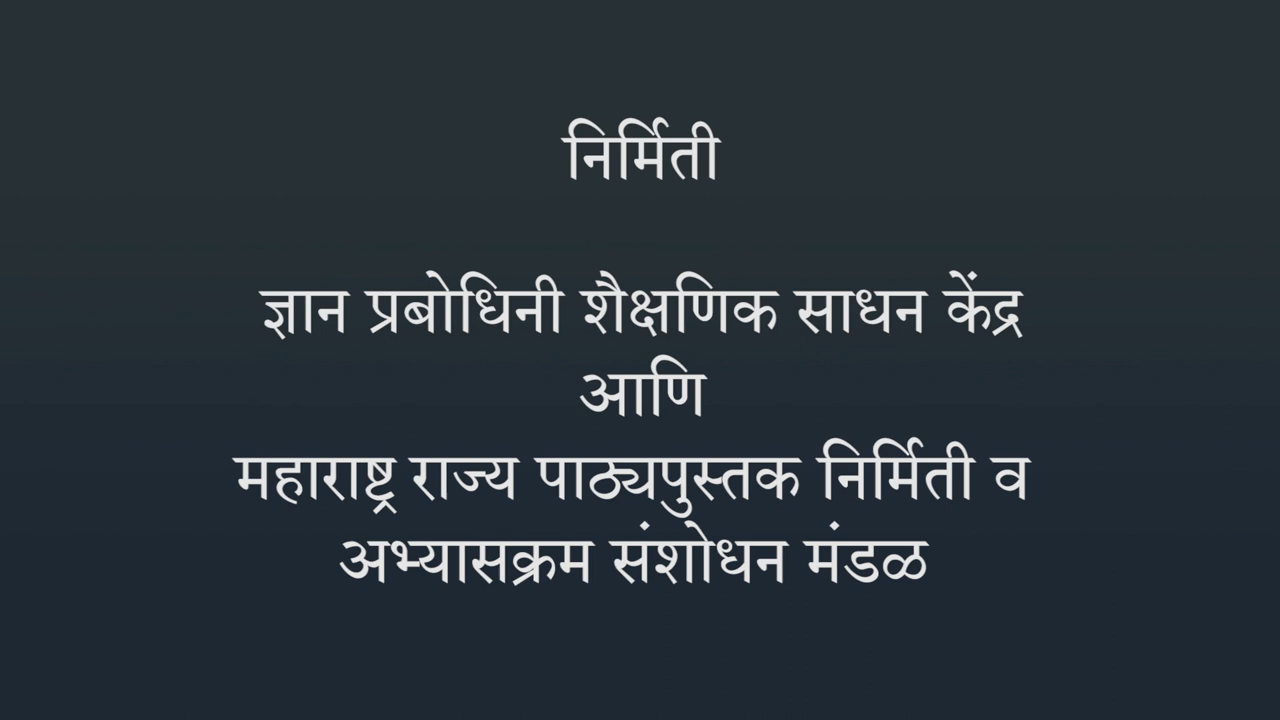 निर्मिती
ज्ञान प्रबोधिनी शैक्षणिक साधन केंद्र
आणि
महाराष्ट्र राज्य पाठ्यपुस्तक निर्मिती व
अभ्यासक्रम संशोधन मंडळ